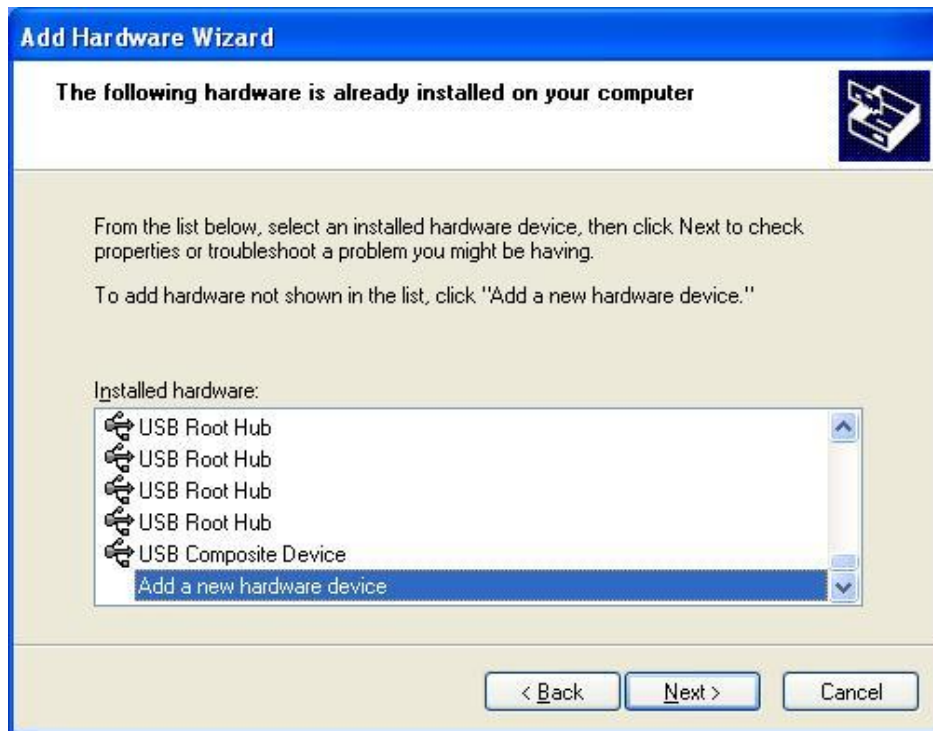 Add Hardware Wizard
The following hardware is already installed on your computer
From the list below, select an installed hardware device, then click Next to check
properties or troubleshoot a problem you might be having.
To add hardware not shown in the list, click "Add a new hardware device."
Installed hardware:
USB Root Hub
USB Root Hub
USB Root Hub
USB Root Hub
USB Composite Device
Add a new hardware device
< Back Next > Cancel